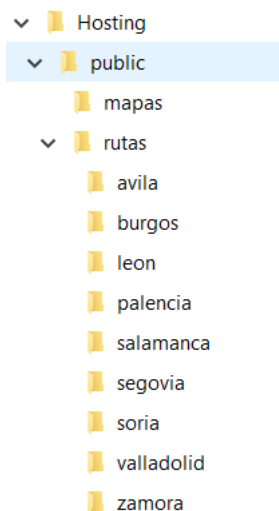 Hosting
public
mapas
rutas
avila
burgos
leon
palencia
salamanca
segovia
soria
valladolid
zamora